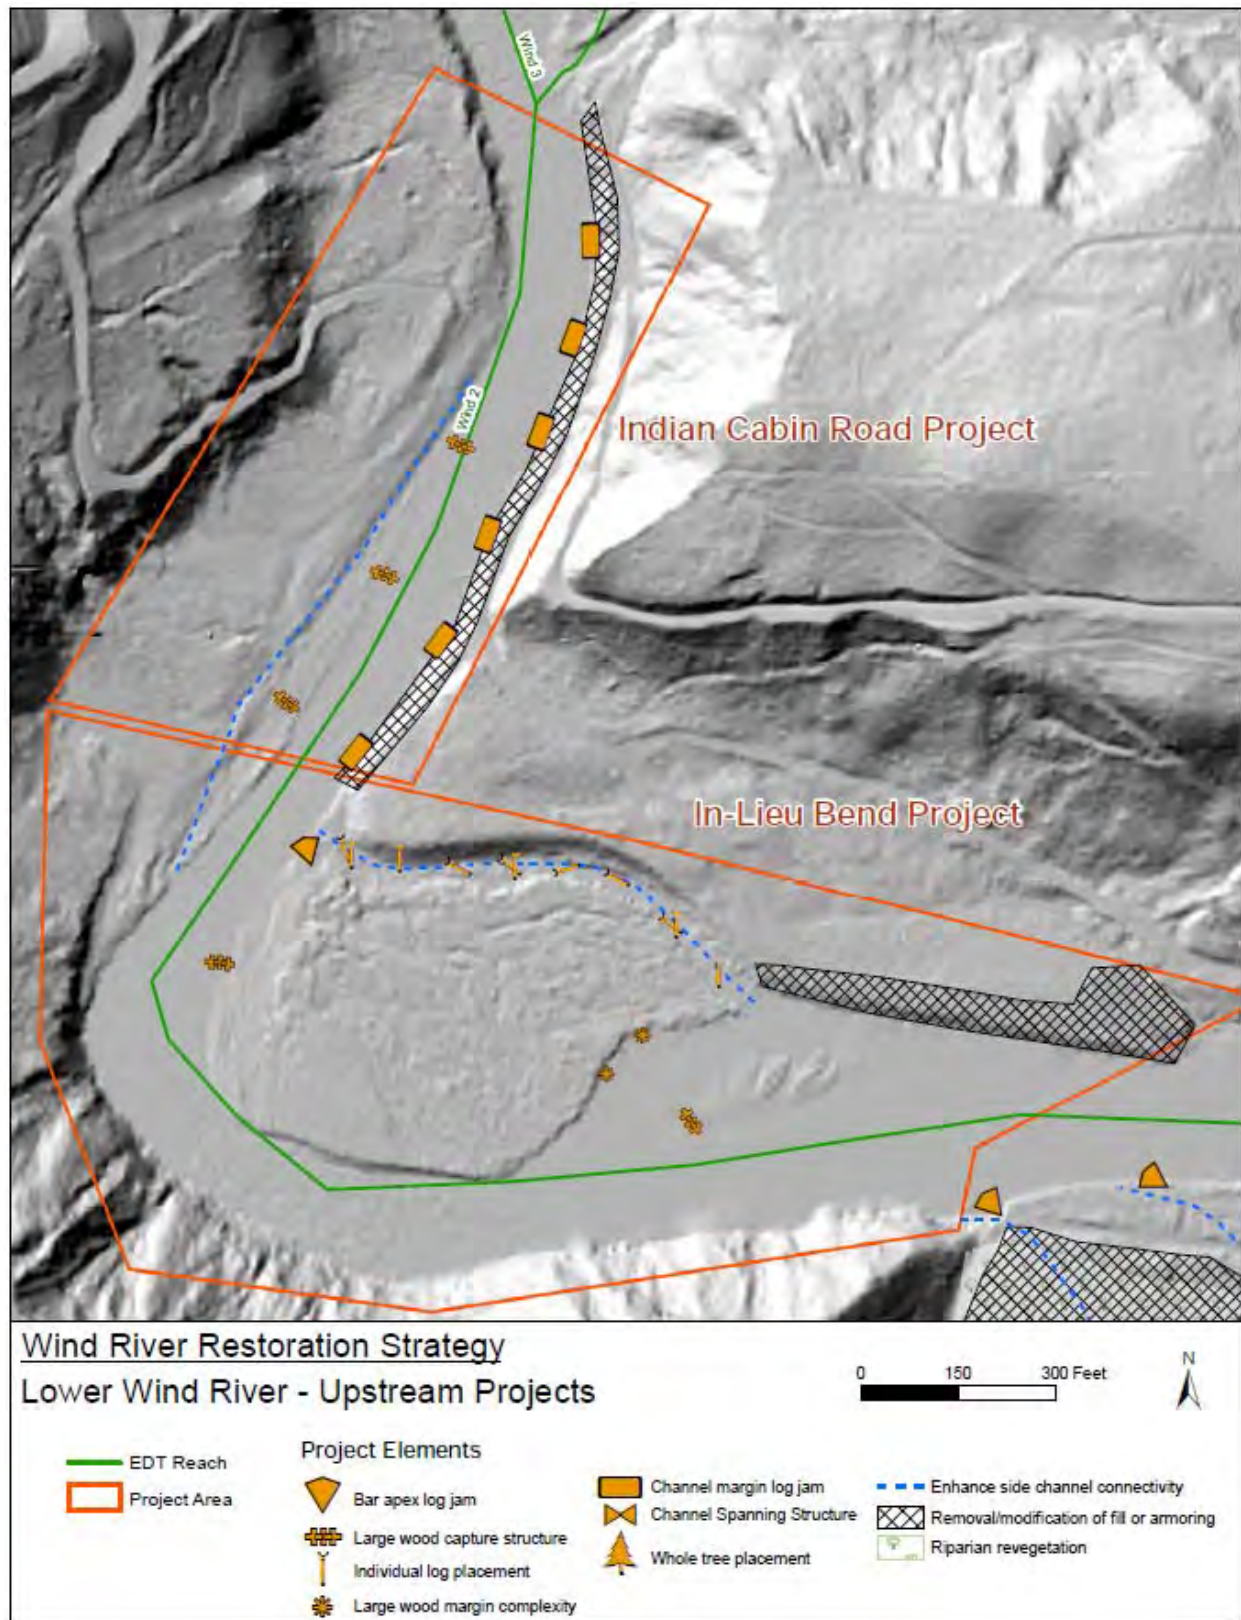 Wind 3
Wind 2
Indian Cabin Road Project
In-Lieu Bend Project
Wind River Restoration Strategy
Lower Wind River - Upstream Projects
0 150 300 Feet
N
EDT Reach
Project Area
Project Elements
Bar apex log jam
Large wood capture structure
Individual log placement
Large wood margin complexity
Channel margin log jam
Channel Spanning Structure
Whole tree placement
Enhance side channel connectivity
Removal/modification of fill or armoring
Riparian revegetation